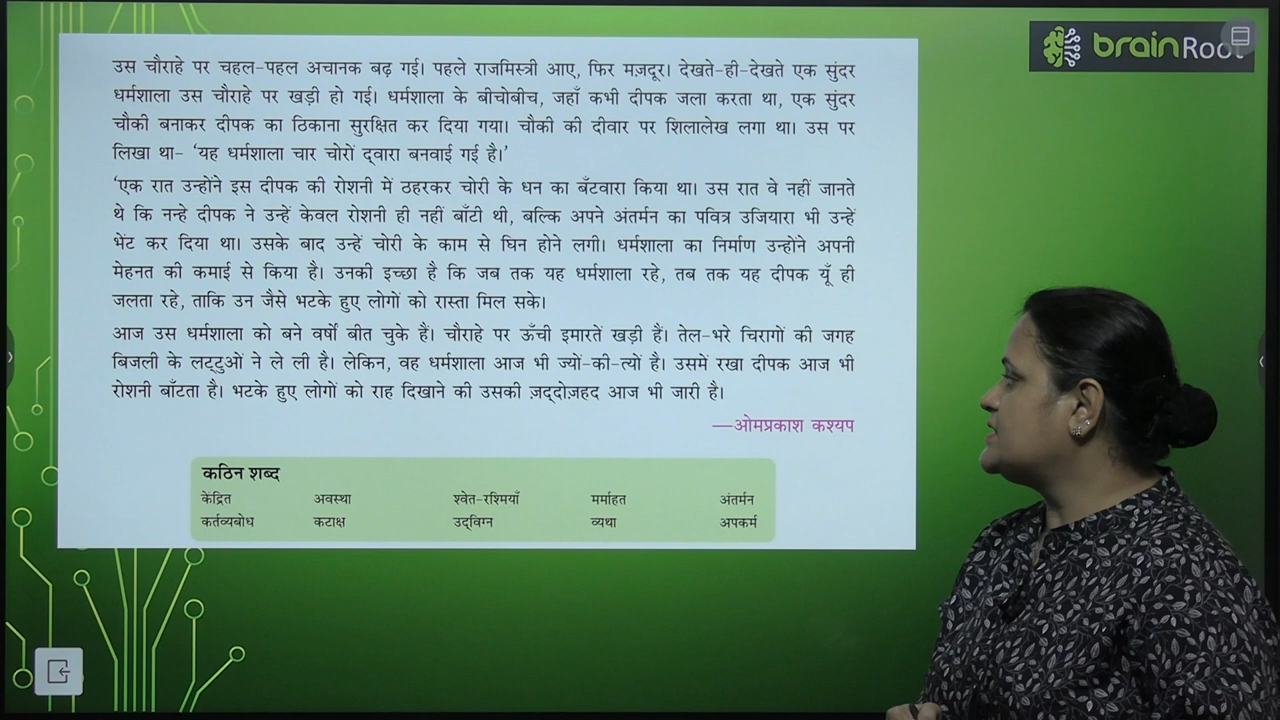 brainRoot
उस चौराहे पर चहल-पहल अचानक बढ़ गई। पहले राजमिस्त्री आए, फिर मज़दूर। देखते-ही-देखते एक सुंदर
धर्मशाला उस चौराहे पर खड़ी हो गई। धर्मशाला के बीचोबीच, जहाँ कभी दीपक जला करता था, एक सुंदर
चौकी बनाकर दीपक का ठिकाना सुरक्षित कर दिया गया। चौकी की दीवार पर शिलालेख लगा था। उस पर
लिखा था- ‘यह धर्मशाला चार चोरों द्वारा बनवाई गई है।’
‘एक रात उन्होंने इस दीपक की रोशनी में ठहरकर चोरी के धन का बँटवारा किया था। उस रात वे नहीं जानते
थे कि नन्हे दीपक ने उन्हें केवल रोशनी ही नहीं बाँटी थी, बल्कि अपने अंतर्मन का पवित्र उजियारा भी उन्हें
भेंट कर दिया था। उसके बाद उन्हें चोरी के काम से घिन होने लगी। धर्मशाला का निर्माण उन्होंने अपनी
मेहनत की कमाई से किया है। उनकी इच्छा है कि जब तक यह धर्मशाला रहे, तब तक यह दीपक यूँ ही
जलता रहे, ताकि उन जैसे भटके हुए लोगों को रास्ता मिल सके।
आज उस धर्मशाला को बने वर्षों बीत चुके हैं। चौराहे पर ऊँची इमारतें खड़ी हैं। तेल-भरे चिरागों की जगह
बिजली के लट्टुओं ने ले ली है। लेकिन, वह धर्मशाला आज भी ज्यों-की-त्यों है। उसमें रखा दीपक आज भी
रोशनी बाँटता है। भटके हुए लोगों को राह दिखाने की उसकी ज़द्दोज़हद आज भी जारी है।
—ओमप्रकाश कश्यप
कठिन शब्द
केंद्रित अवस्था श्वेत-रश्मियाँ मर्माहत अंतर्मन
कर्तव्यबोध कटाक्ष उद्विग्न व्यथा अपकर्म